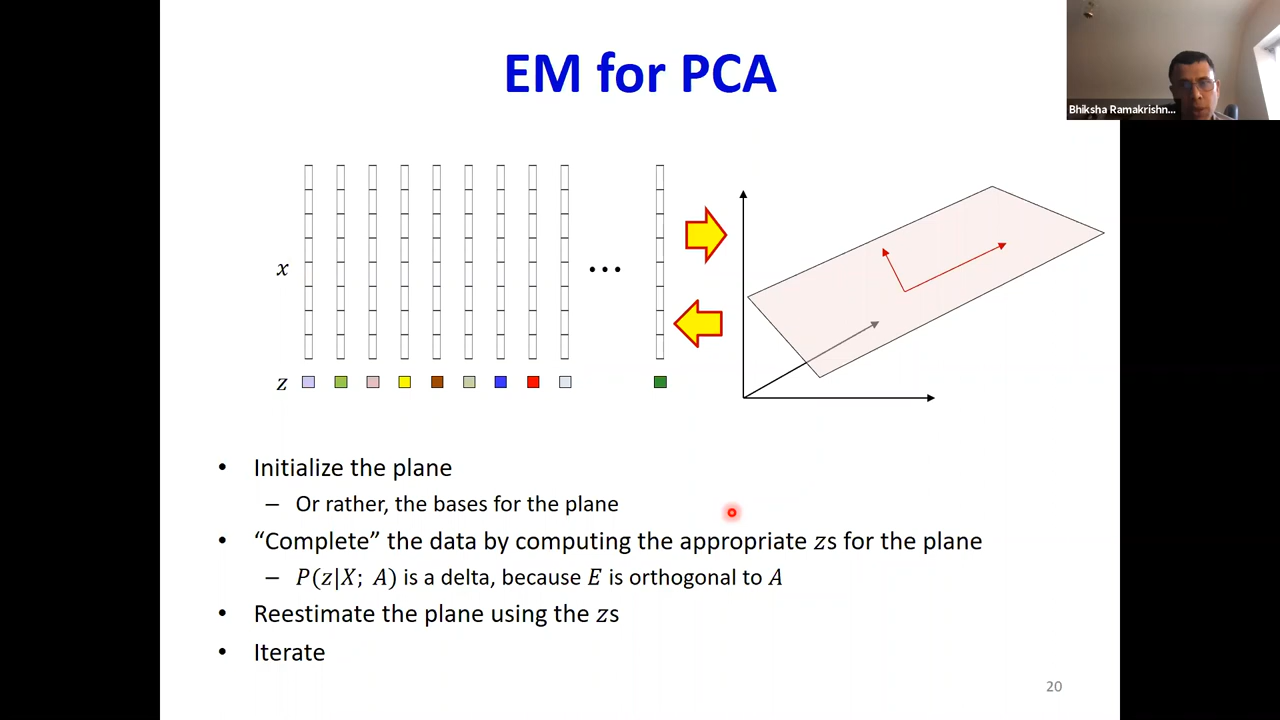 EM for PCA
Bhiksha Ramakrishn...
x
...
z
• Initialize the plane
– Or rather, the bases for the plane
• “Complete” the data by computing the appropriate zs for the plane
– P(z|X; A) is a delta, because E is orthogonal to A
• Reestimate the plane using the zs
• Iterate
20